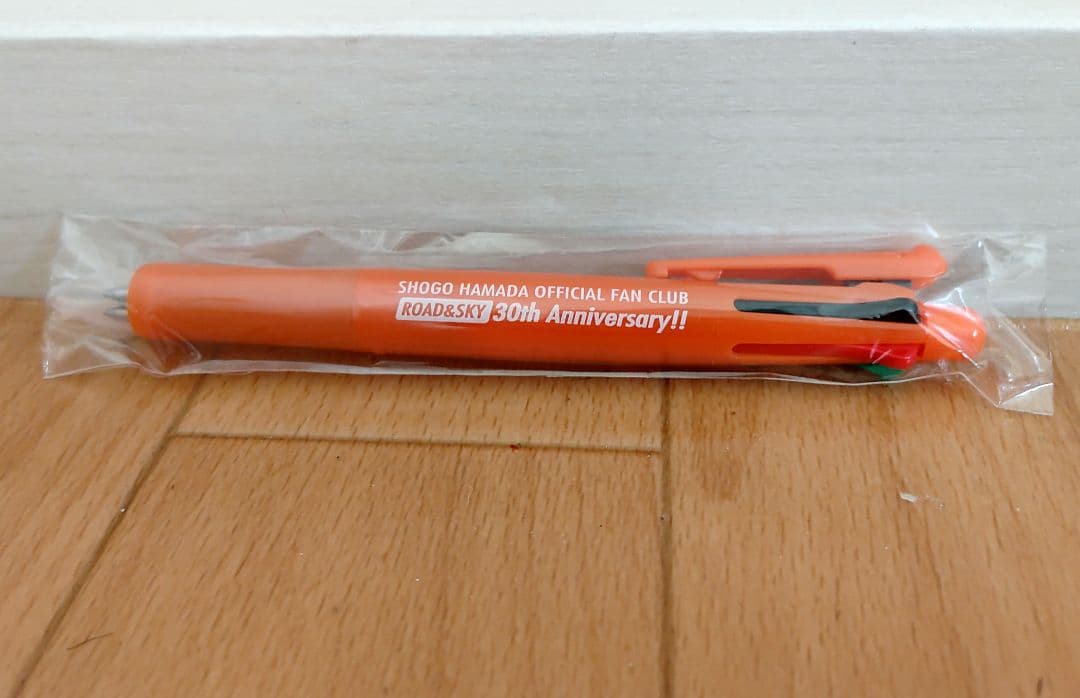 SHOGO HAMADA OFFICIAL FAN CLUB
ROAD&SKY 30th Anniversary!!